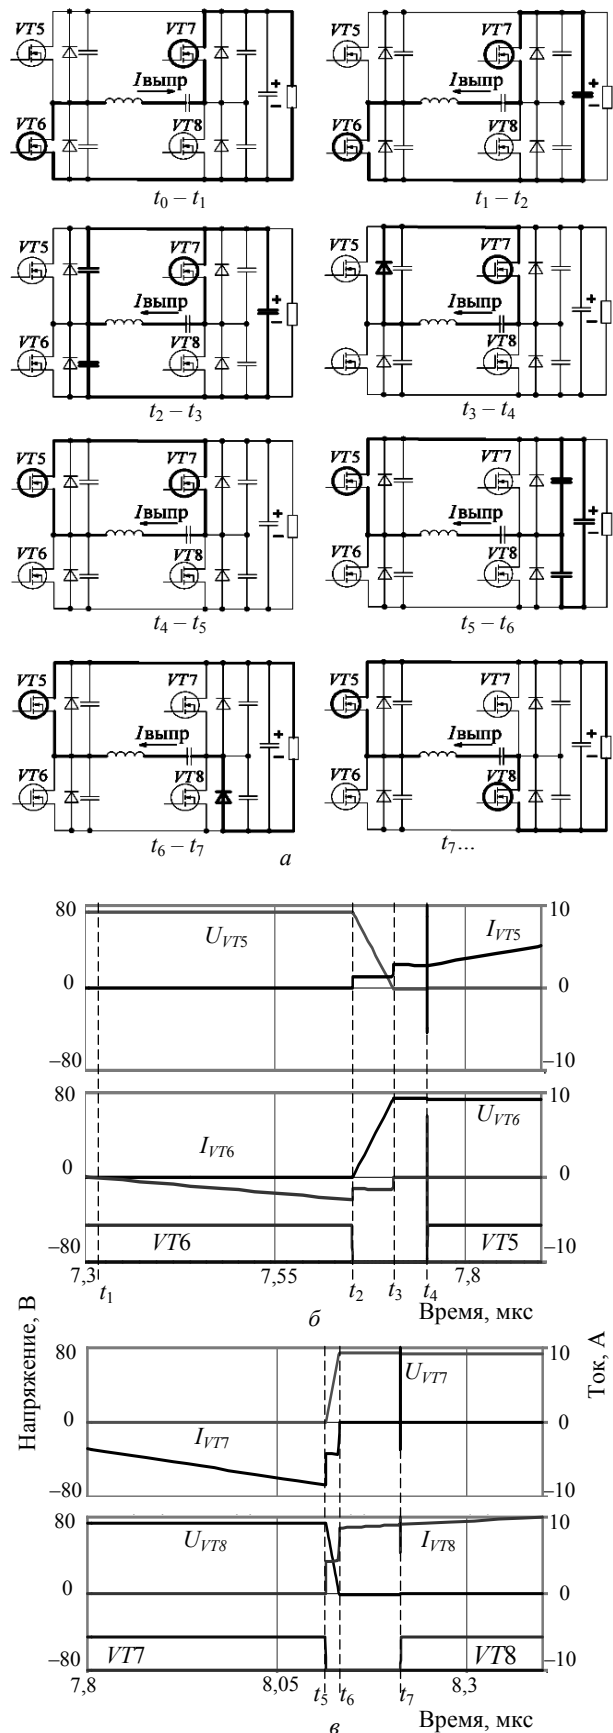 VT5 VT7 VT5 VT7
Iвыпр Iвыпр
VT6 VT8 VT6 VT8
+ – + –
t0 – t1 t1 – t2
VT5 VT7 VT5 VT7
Iвыпр Iвыпр
VT6 VT8 VT8
+ – + –
t2 – t3 t3 – t4
VT5 VT7 VT5 VT7
Iвыпр Iвыпр
VT6 VT8 VT6 VT8
+ – + –
t4 – t5 t5 – t6
VT5 VT7 VT5 VT7
Iвыпр Iвыпр
VT6 VT8 VT6 VT8
+ – + –
t6 – t7 t7...
а
80 10
UVT5 IVT5
0 0
–80 –10
80 10
UVT6
IVT6
0 0
VT6 VT5
–80 –10
7,3 7,55 7,8
t1 t2 t3 t4
б Время, мкс
Напряжение, В
Ток, А
80 10
UVT7
0 0
IVT7
–80 –10
80 10
UVT8 IVT8
0 0
VT7 VT8
–80 –10
7,8 8,05 8,3
t5 t6 t7
в Время, мкс